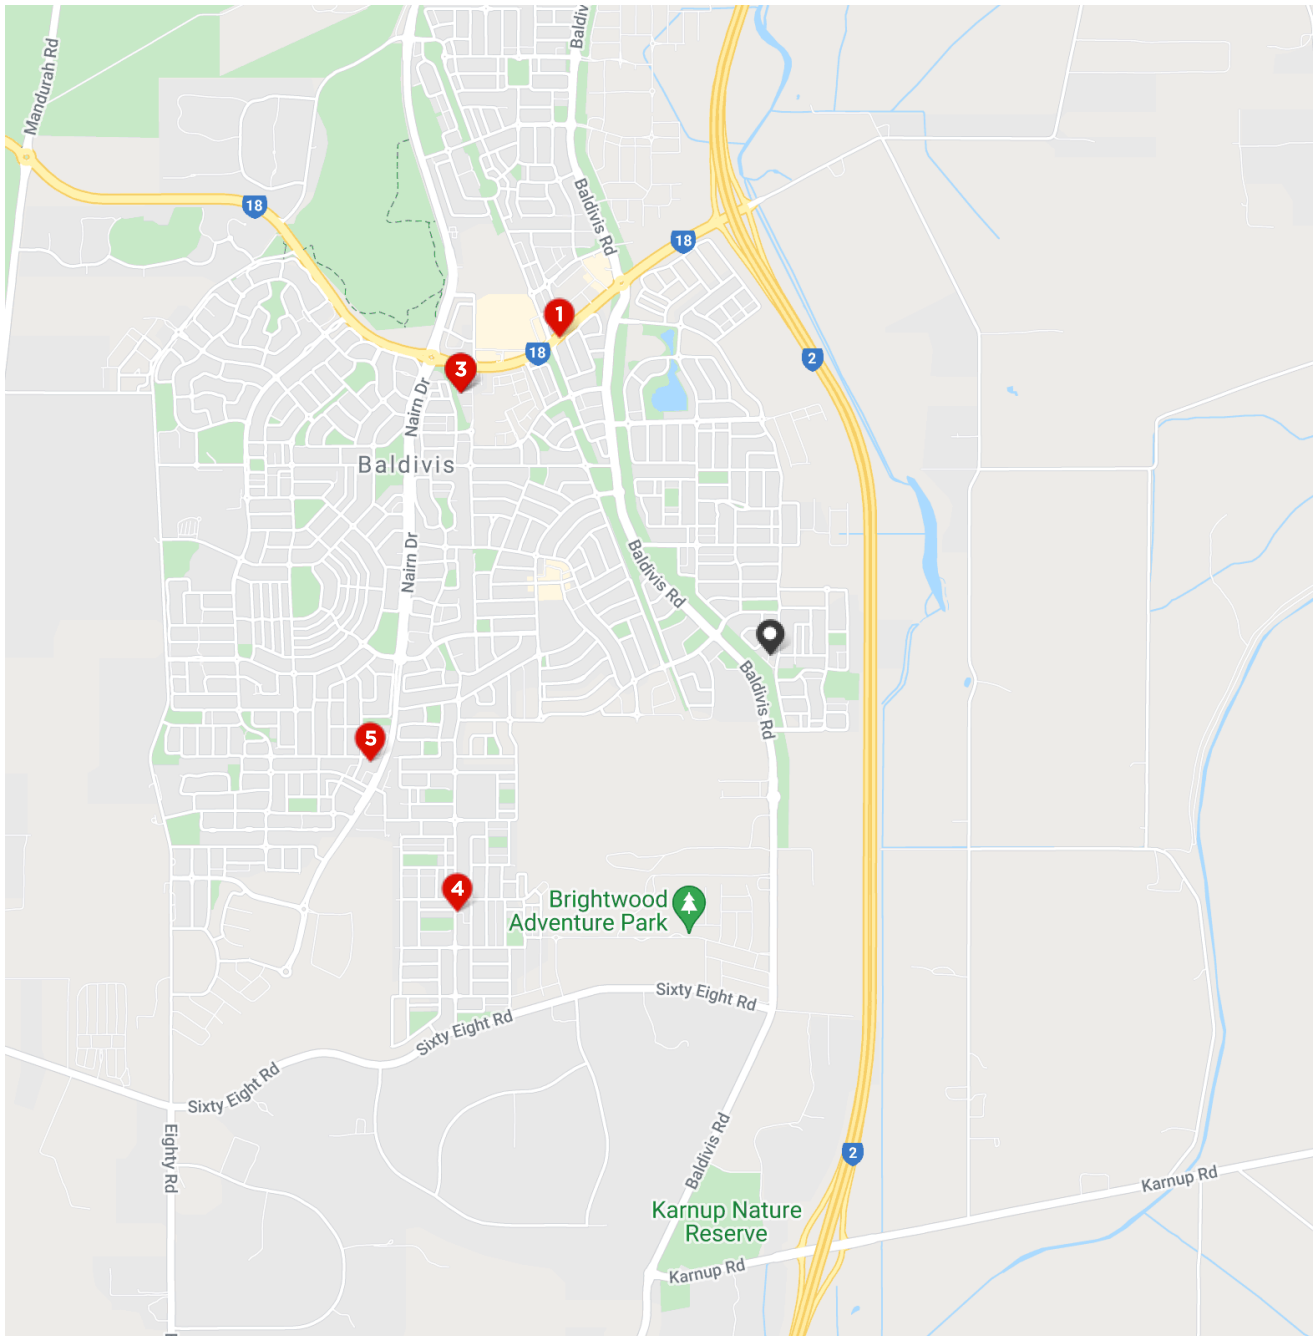 Mandurah Rd
Baldiv
18
Baldivis Rd
18
1
18
2
3
Nairn Dr
Baldivis
Nairn Dr
Baldivis Rd
Baldivis Rd
5
4
Brightwood
Adventure Park
Sixty Eight Rd
Sixty Eight Rd
Sixty Eight Rd
Eighty Rd
Baldivis Rd
2
Karnup Rd
Karnup Nature
Reserve
Karnup Rd